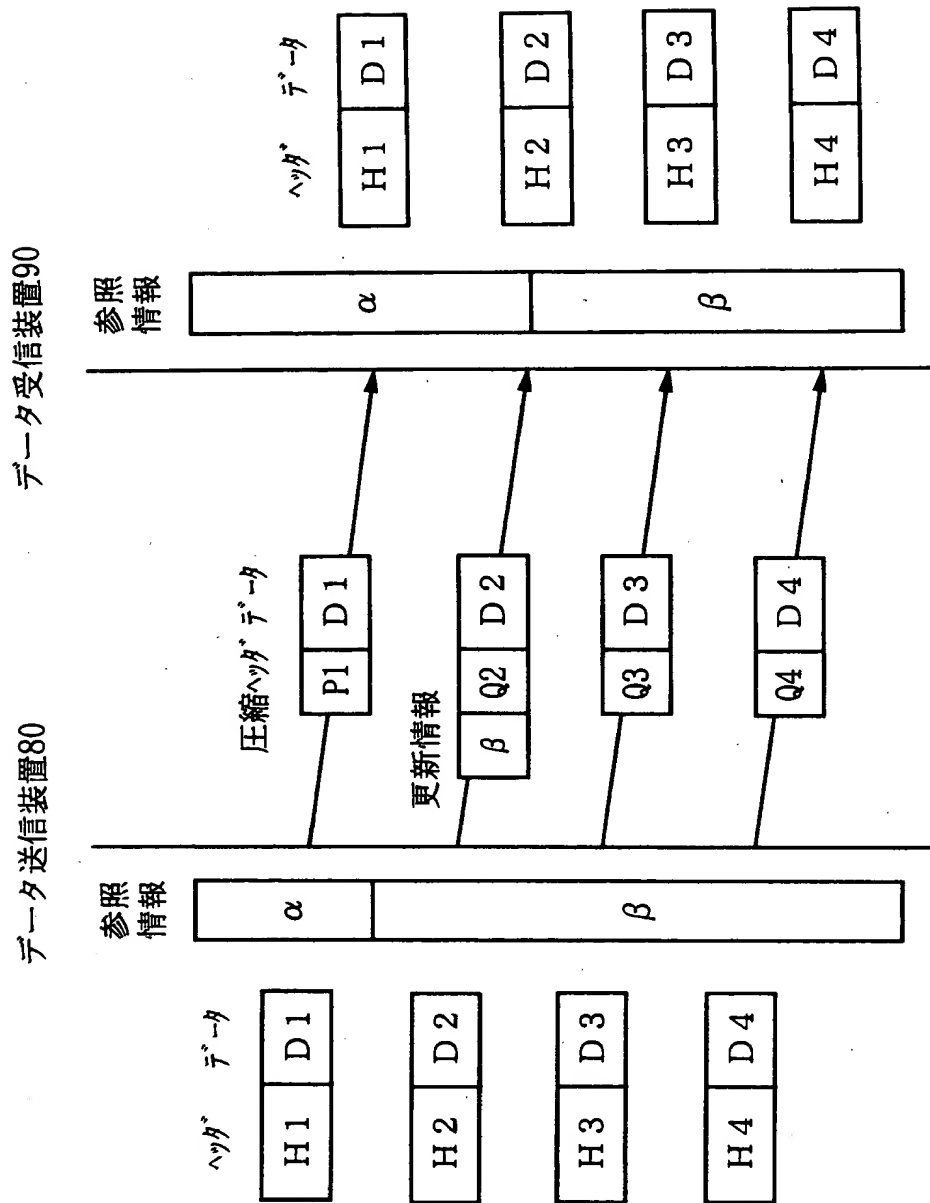 データ送信装置80
データ受信装置90
参照
情報
参照
情報
ヘッダ データ
圧縮ヘッダ データ
ヘッダ データ
α
β
α
β
H1 D1
H2 D2
H3 D3
H4 D4
P1 D1
更新情報
β Q2 D2
Q3 D3
Q4 D4
H1 D1
H2 D2
H3 D3
H4 D4